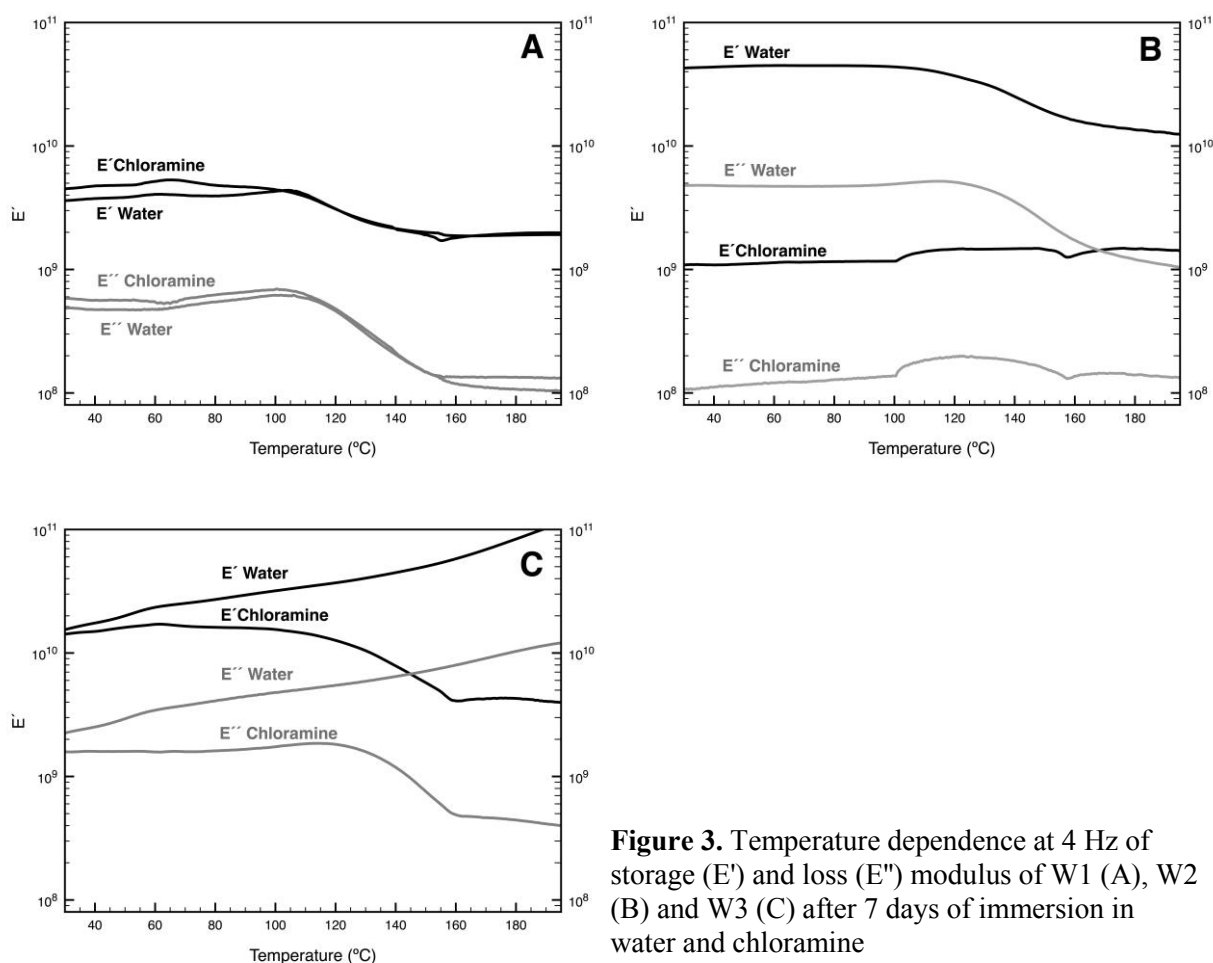 A
10¹¹ 10¹¹
E´Chloramine
10¹⁰ 10¹⁰
E´ Water
E´
10⁹ 10⁹
E´´ Chloramine
E´´ Water
10⁸ 10⁸
40 60 80 100 120 140 160 180
Temperature (ºC)
B
10¹¹ 10¹¹
E´ Water
10¹⁰ 10¹⁰
E´´ Water
E´Chloramine
10⁹ 10⁹
E´´ Chloramine
10⁸ 10⁸
40 60 80 100 120 140 160 180
Temperature (ºC)
C
10¹¹ 10¹¹
E´ Water
E´Chloramine
10¹⁰ 10¹⁰
E´´ Water
E´
E´´ Chloramine
10⁹ 10⁹
10⁸ 10⁸
40 60 80 100 120 140 160 180
Temperature (ºC)
Figure 3. Temperature dependence at 4 Hz of
storage (E') and loss (E") modulus of W1 (A), W2
(B) and W3 (C) after 7 days of immersion in
water and chloramine